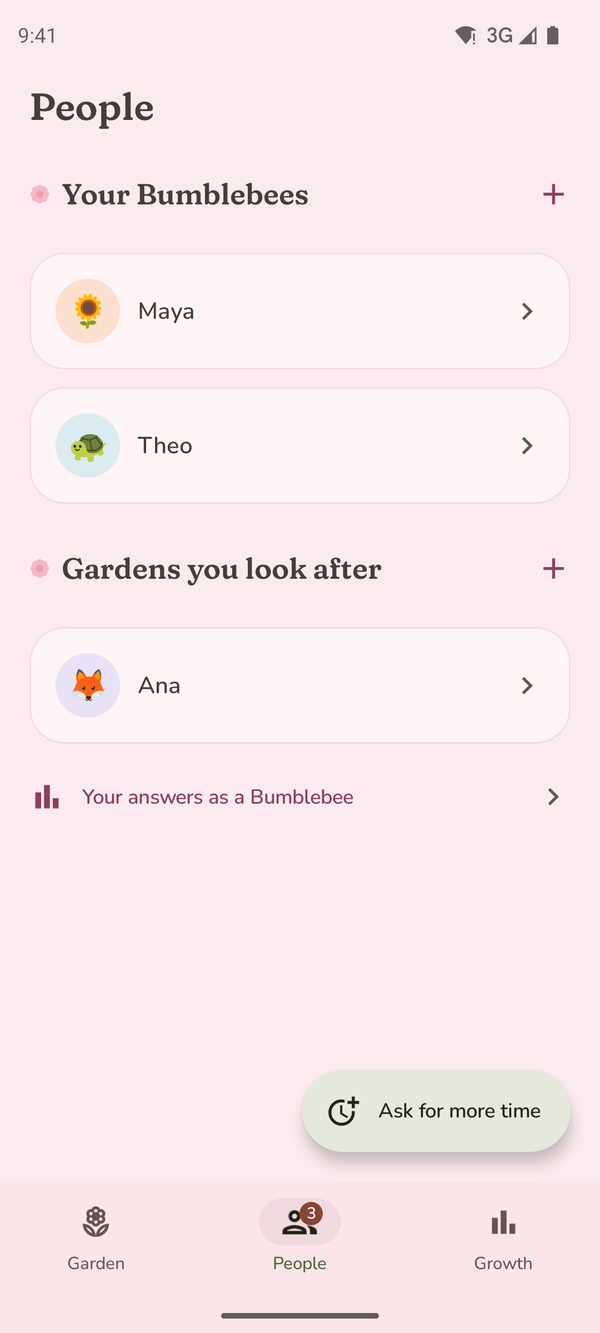 9:41
3G
People
Your Bumblebees
Maya
Theo
Gardens you look after
Ana
Your answers as a Bumblebee
Ask for more time
3
Garden
People
Growth